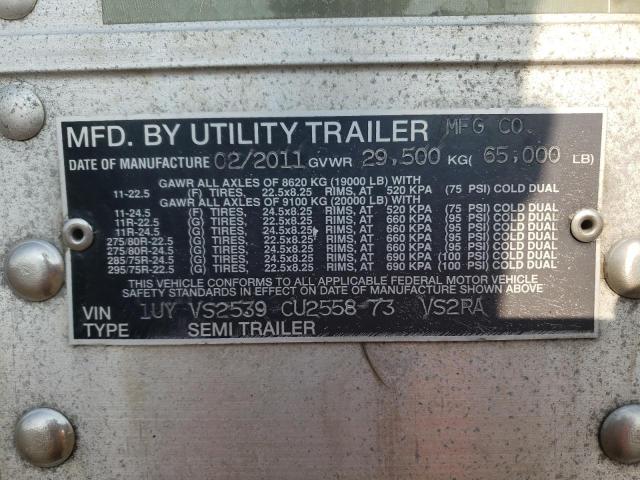 MFD. BY UTILITY TRAILER MFG CO.
DATE OF MANUFACTURE 02/2011 GVWR 29,500 KG( 65,000 LB)
GAWR ALL AXLES OF 8620 KG (19000 LB) WITH
11-22.5 (F) TIRES, 22.5x8.25 RIMS, AT 520 KPA (75 PSI) COLD DUAL
GAWR ALL AXLES OF 9100 KG (20000 LB) WITH
11-24.5 (F) TIRES, 24.5x8.25 RIMS, AT 520 KPA (75 PSI) COLD DUAL
11R-22.5 (G) TIRES, 22.5x8.25 RIMS, AT 660 KPA (95 PSI) COLD DUAL
11R-24.5 (G) TIRES, 24.5x8.25 RIMS, AT 660 KPA (95 PSI) COLD DUAL
275/80R-22.5 (G) TIRES, 22.5x8.25 RIMS, AT 660 KPA (95 PSI) COLD DUAL
275/80R-24.5 (G) TIRES, 24.5x8.25 RIMS, AT 660 KPA (95 PSI) COLD DUAL
285/75R-24.5 (G) TIRES, 24.5x8.25 RIMS, AT 690 KPA (100 PSI) COLD DUAL
295/75R-22.5 (G) TIRES, 22.5x8.25 RIMS, AT 690 KPA (100 PSI) COLD DUAL
THIS VEHICLE CONFORMS TO ALL APPLICABLE FEDERAL MOTOR VEHICLE
SAFETY STANDARDS IN EFFECT ON DATE OF MANUFACTURE SHOWN ABOVE
VIN 1UY VS2539 CU2558 73 VS2RA
TYPE SEMI TRAILER